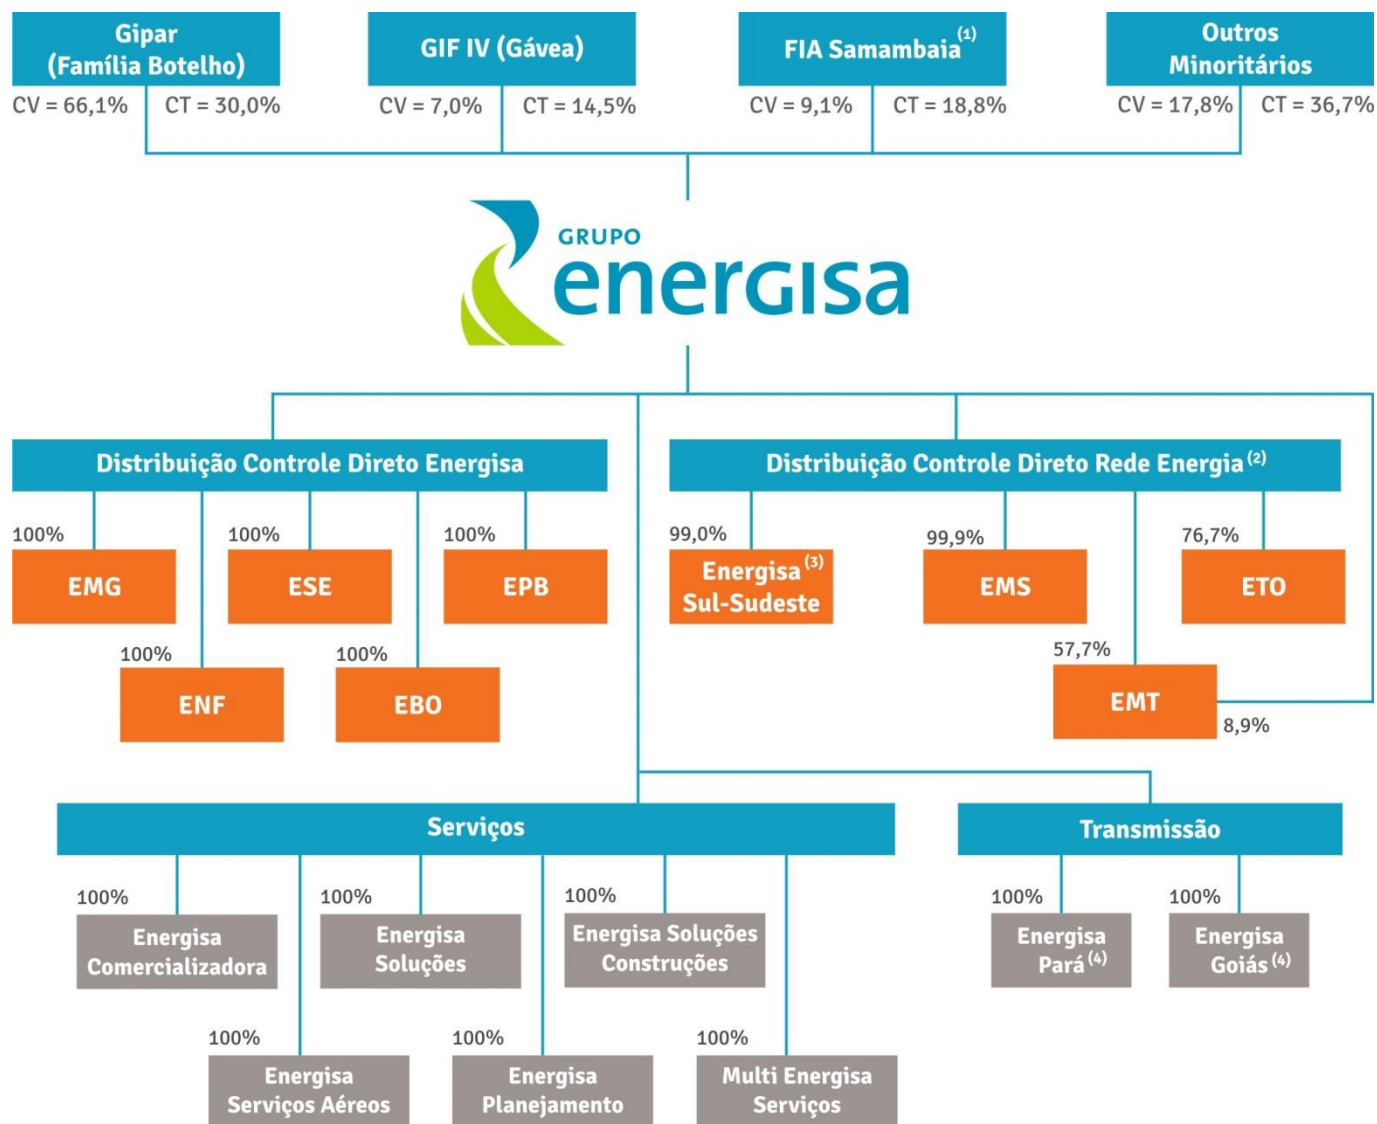 Gipar
(Família Botelho)
GIF IV (Gávea)
FIA Samambaia (1)
Outros
Minoritários
CV = 66,1% CT = 30,0%
CV = 7,0% CT = 14,5%
CV = 9,1% CT = 18,8%
CV = 17,8% CT = 36,7%
GRUPO
energisa
Distribuição Controle Direto Energisa
Distribuição Controle Direto Rede Energia (2)
100%
EMG
100%
ESE
100%
EPB
100%
ENF
100%
EBO
99,0%
Energisa (3)
Sul-Sudeste
99,9%
EMS
76,7%
ETO
57,7%
EMT
8,9%
Serviços
Transmissão
100%
Energisa
Comercializadora
100%
Energisa
Soluções
100%
Energisa Soluções
Construções
100%
Energisa
Pará (4)
100%
Energisa
Goiás (4)
100%
Energisa
Serviços Aéreos
100%
Energisa
Planejamento
100%
Multi Energisa
Serviços